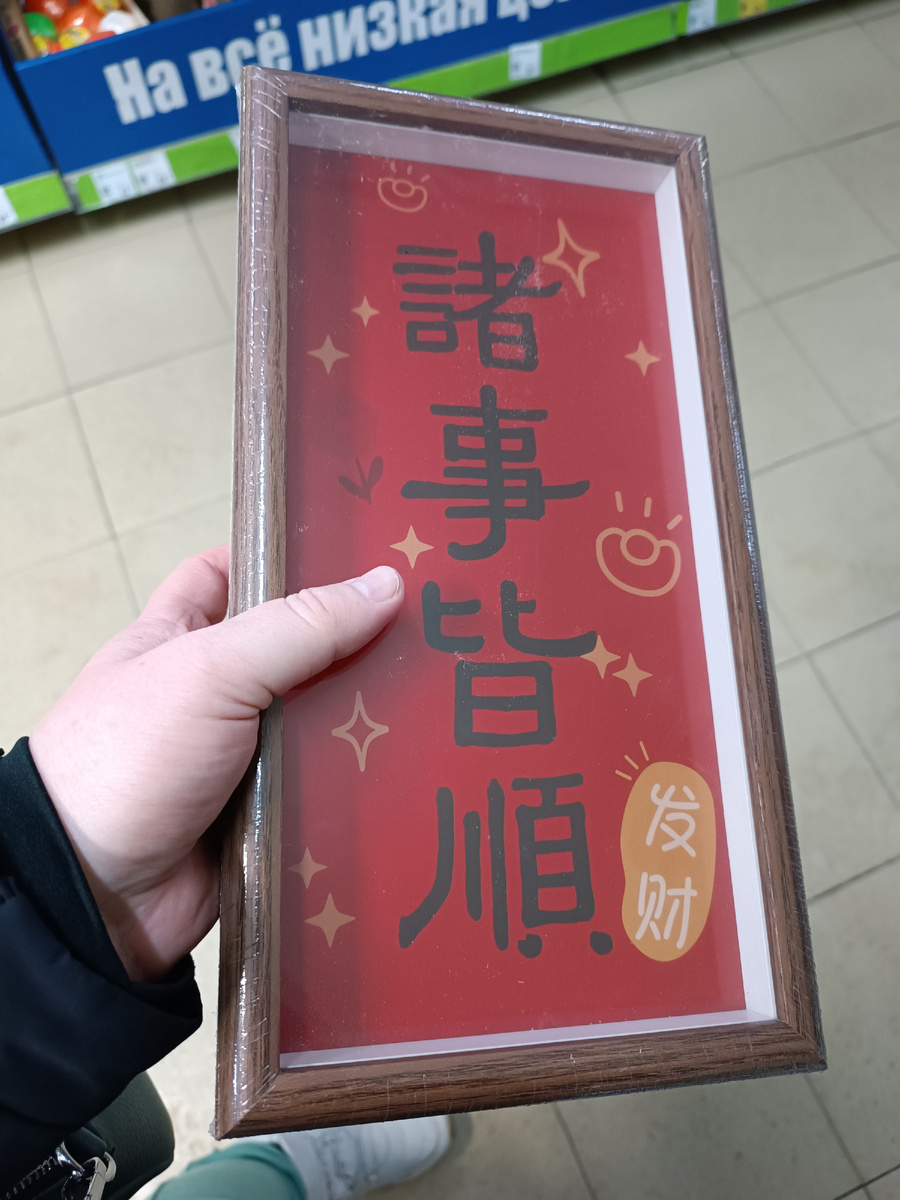 На всё низкая
諸事皆順
发财